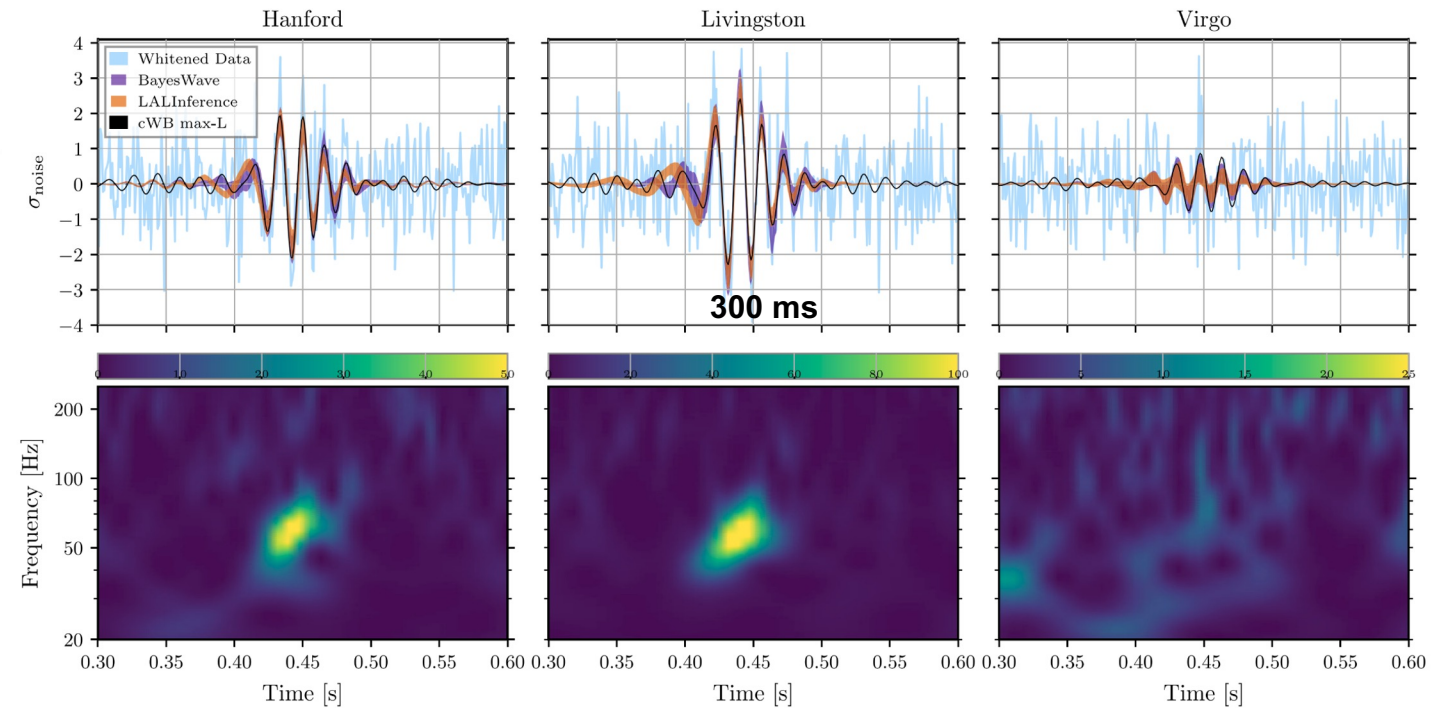 Hanford Livingston Virgo
Whitened Data
BayesWave
LALInference
cWB max-L
σnoise
4
3
2
1
0
−1
−2
−3
−4
300 ms
0 10 20 30 40 50
0 20 40 60 80 100
0 5 10 15 20 25
Frequency [Hz]
200
100
50
20
0.30 0.35 0.40 0.45 0.50 0.55 0.60
0.30 0.35 0.40 0.45 0.50 0.55 0.60
0.30 0.35 0.40 0.45 0.50 0.55 0.60
Time [s] Time [s] Time [s]